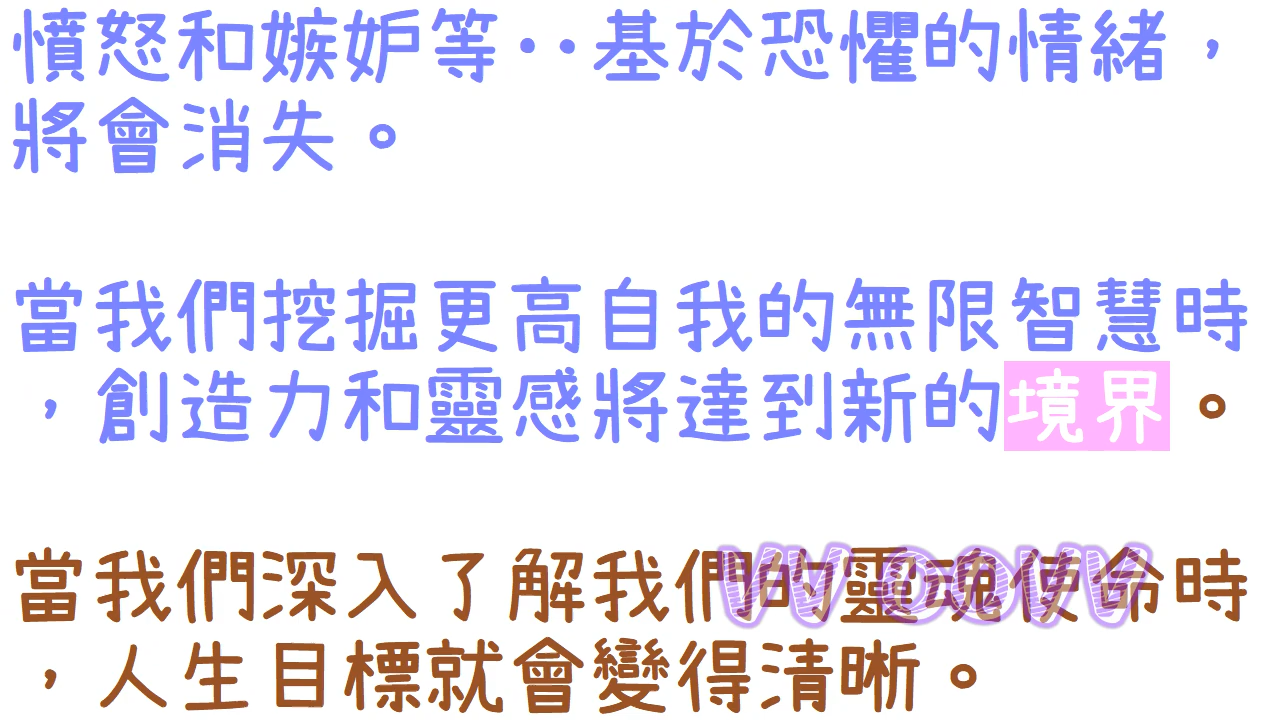 憤怒和嫉妒等··基於恐懼的情緒，
將會消失。
當我們挖掘更高自我的無限智慧時
，創造力和靈感將達到新的境界。
當我們深入了解我們的靈魂使命時
，人生目標就會變得清晰。